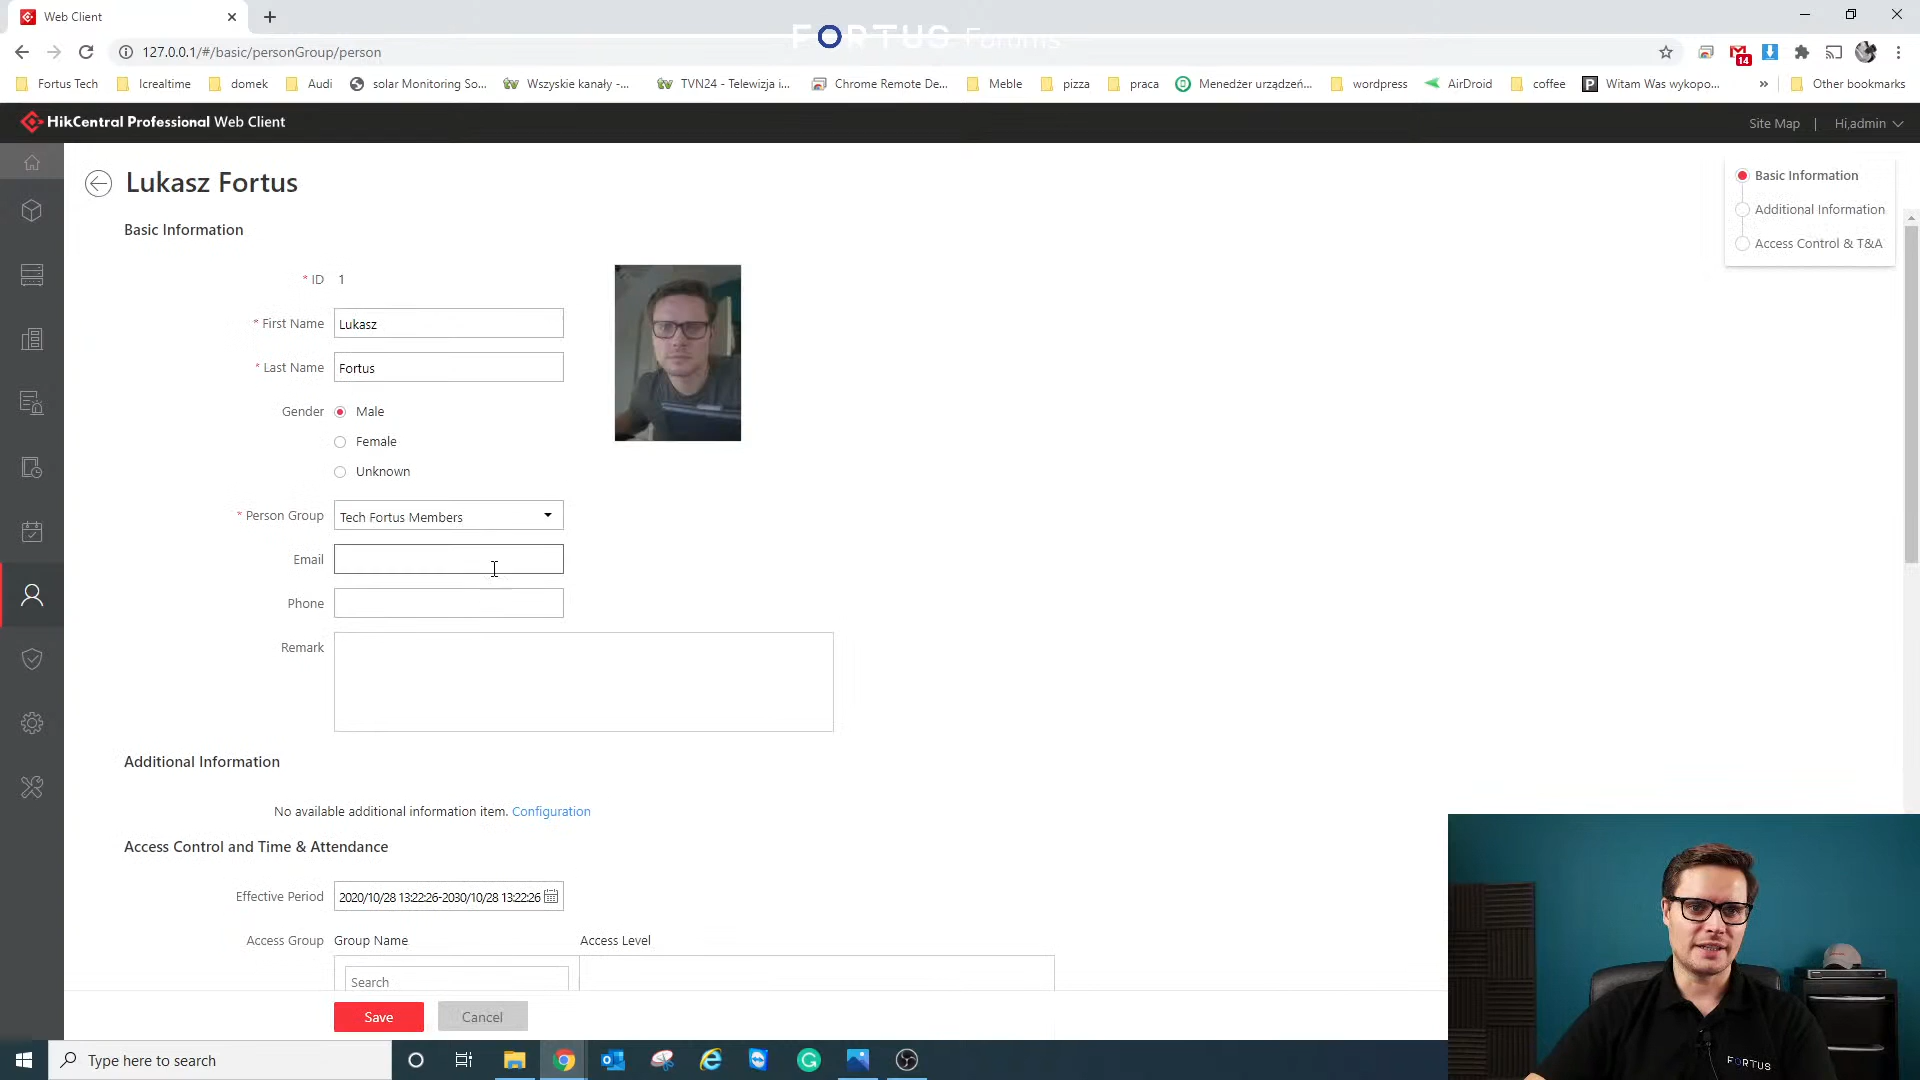 Web Client
FORTUS Forums
127.0.0.1/#/basic/personGroup/person
14
Fortus Tech
Icrealtime
domek
Audi
solar Monitoring So...
Wszyskie kanały -...
TVN24 - Telewizja i...
Chrome Remote De...
Meble
pizza
praca
Menedżer urządzeń...
wordpress
AirDroid
coffee
Witam Was wykopo...
Other bookmarks
HikCentral Professional Web Client
Site Map | Hi,admin
Lukasz Fortus
Basic Information
Additional Information
Access Control & T&A
Basic Information
* ID 1
* First Name Lukasz
* Last Name Fortus
Gender Male
Female
Unknown
* Person Group Tech Fortus Members
Email
Phone
Remark
Additional Information
No available additional information item. Configuration
Access Control and Time & Attendance
Effective Period 2020/10/28 13:22:26-2030/10/28 13:22:26
Access Group Group Name Access Level
Search
Save Cancel
FORTUS
Type here to search